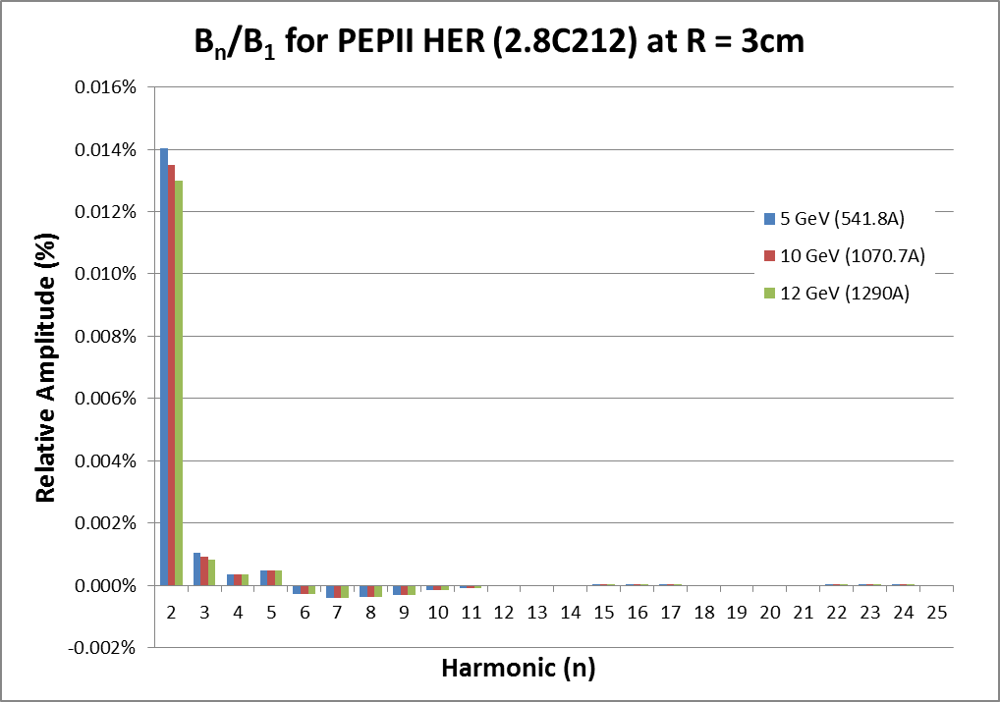 Bn/B1 for PEPII HER (2.8C212) at R = 3cm
0.016%
0.014%
0.012%
0.010%
0.008%
0.006%
0.004%
0.002%
0.000%
-0.002%
Relative Amplitude (%)
5 GeV (541.8A)
10 GeV (1070.7A)
12 GeV (1290A)
2 3 4 5 6 7 8 9 10 11 12 13 14 15 16 17 18 19 20 21 22 23 24 25
Harmonic (n)